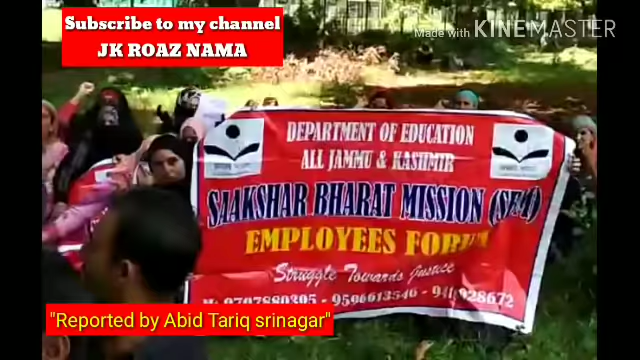 Subscribe to my channel
JK ROAZ NAMA
Made with KINEMASTER
DEPARTMENT OF EDUCATION
ALL JAMMU & KASHMIR
SAAKSHAR BHARAT MISSION (SBM)
EMPLOYEES FORUM
Struggle Towards Justice
"Reported by Abid Tariq srinagar"